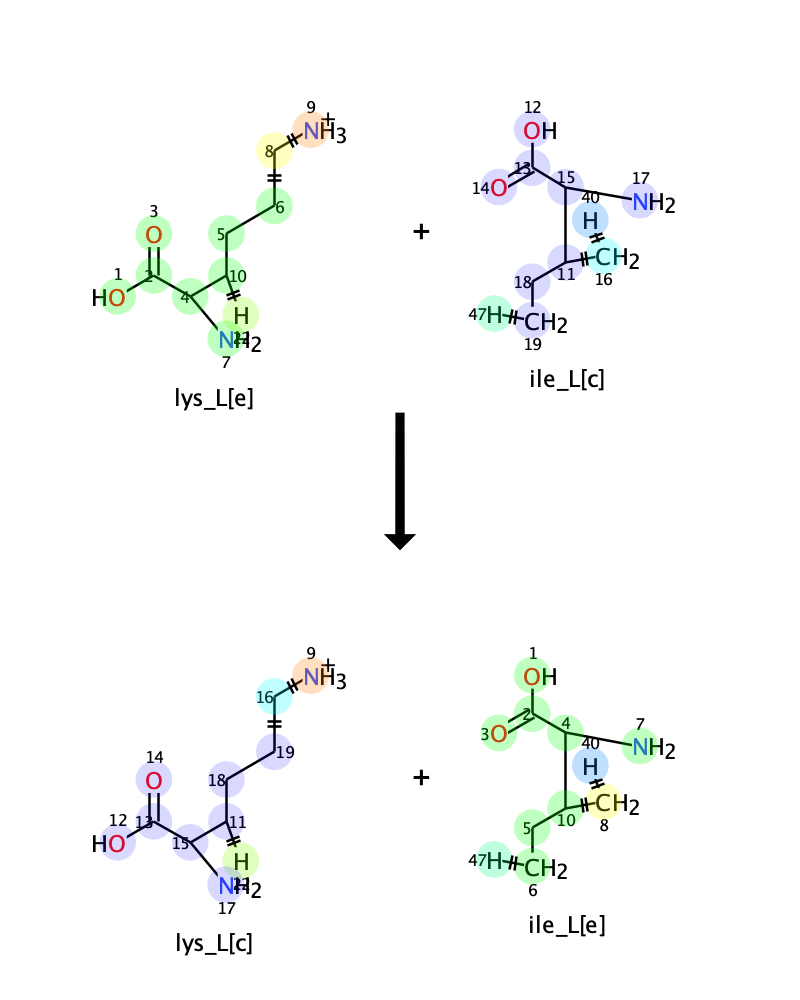 9
NH3+
8
12
OH
13
15
17
14 O
NH2
40
H
6
3
O
5
+
CH2
16
11
1
2
10
HO
4
H
18
NH2
7
47 H
CH2
19
lys_L[e]
ile_L[c]
9
NH3+
16
1
OH
2
4
7
3 O
NH2
40
H
19
14
O
18
+
CH2
8
10
12
13
11
HO
15
H
5
NH2
17
47 H
CH2
6
lys_L[c]
ile_L[e]